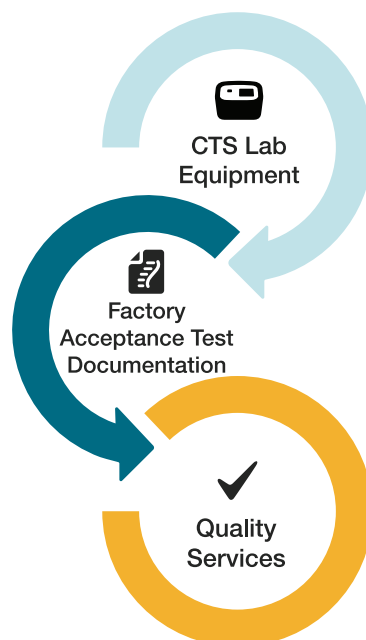 CTS Lab
Equipment
Factory
Acceptance Test
Documentation
Quality
Services